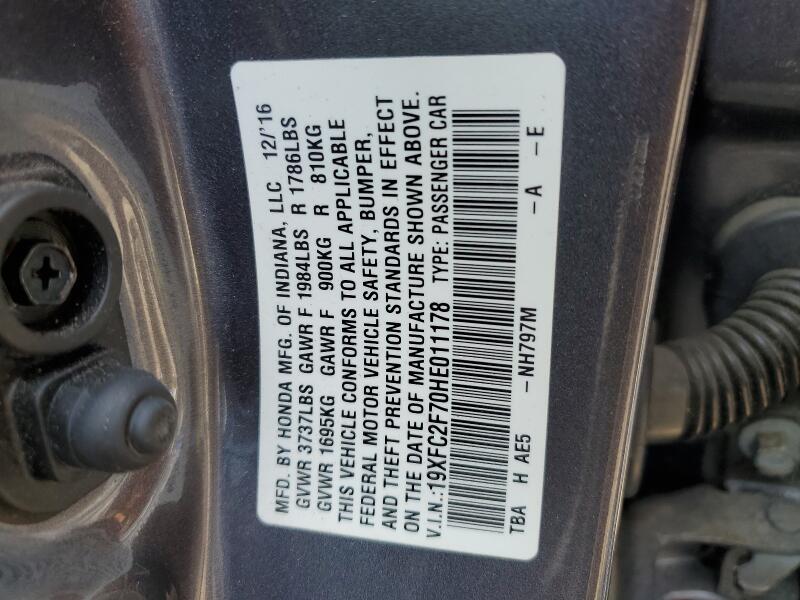 MFD. BY HONDA MFG. OF INDIANA, LLC 12/'16
GVWR 3737LBS GAWR F 1984LBS R 1786LBS
GVWR 1695KG GAWR F 900KG R 810KG
THIS VEHICLE CONFORMS TO ALL APPLICABLE
FEDERAL MOTOR VEHICLE SAFETY, BUMPER,
AND THEFT PREVENTION STANDARDS IN EFFECT
ON THE DATE OF MANUFACTURE SHOWN ABOVE.
V.I.N.:19XFC2F70HE011178 TYPE: PASSENGER CAR
TBA H AE5 – NH797M – A – E